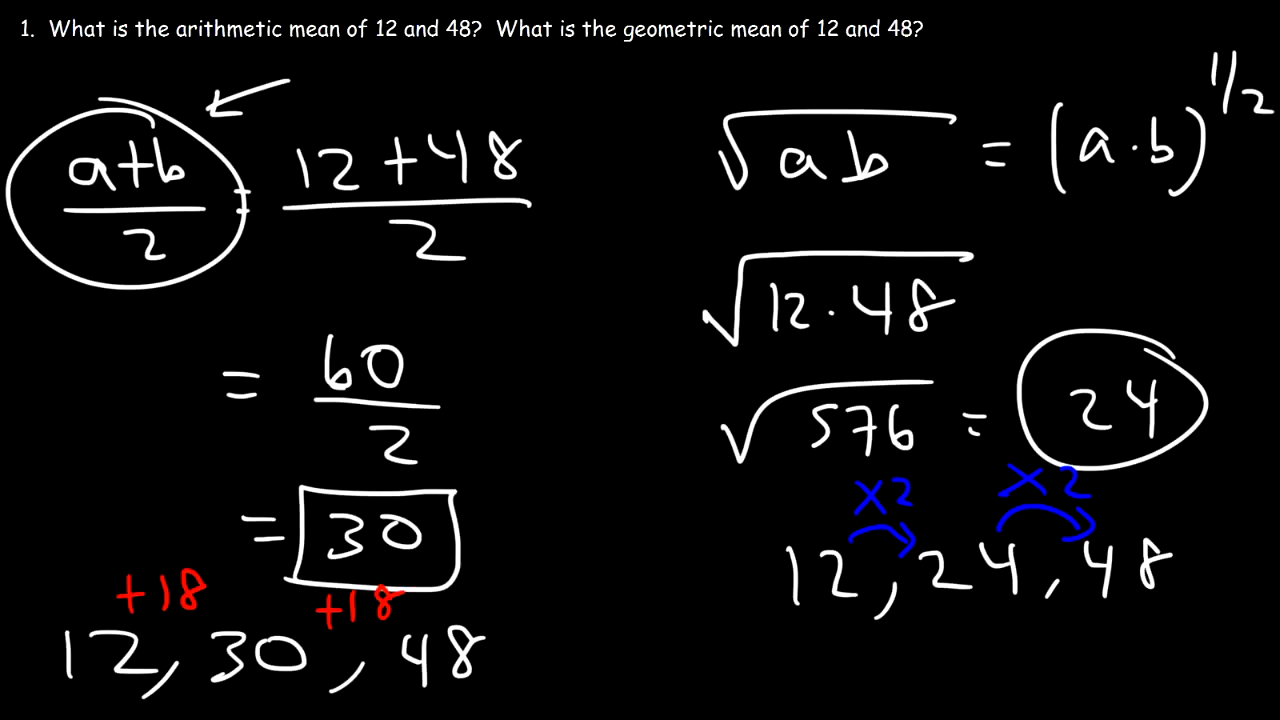 1. What is the arithmetic mean of 12 and 48? What is the geometric mean of 12 and 48?
a+b/2 = 12+48/2
= 60/2
= 30
+18 +18
12, 30, 48
√ab = (a·b)^1/2
√12·48
√576 = 24
×2 ×2
12, 24, 48